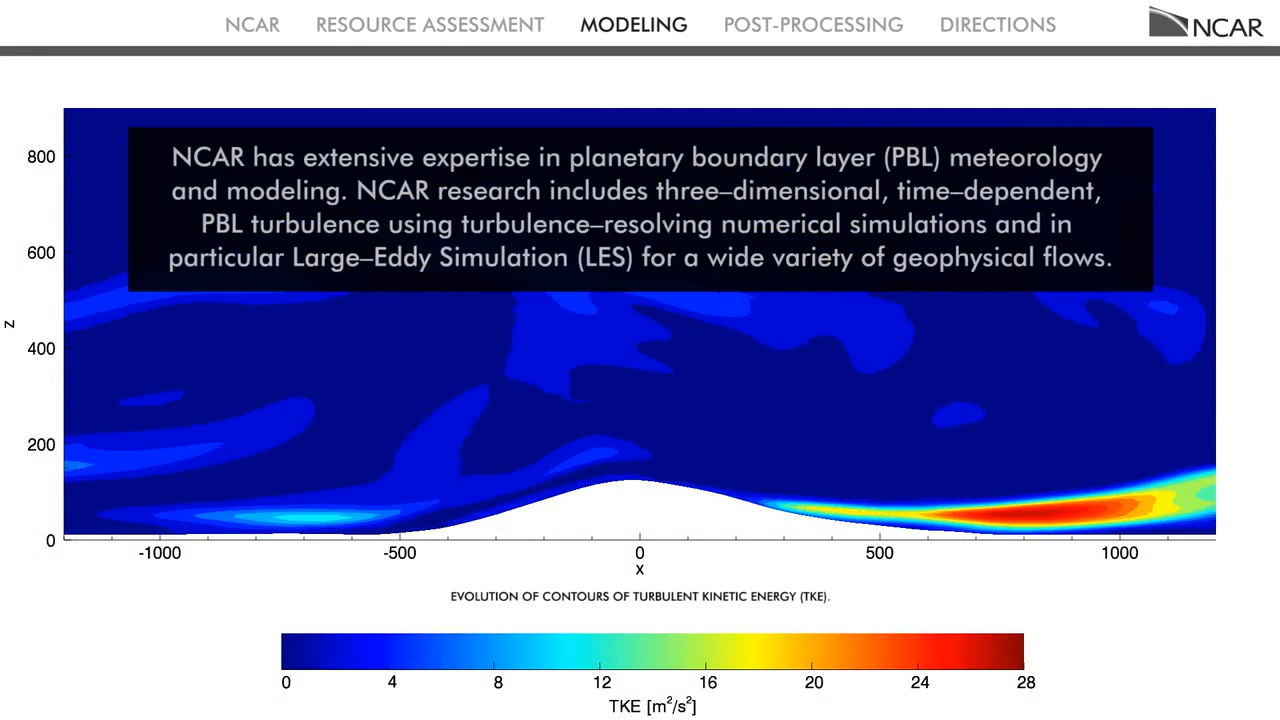 NCAR RESOURCE ASSESSMENT MODELING POST-PROCESSING DIRECTIONS NCAR
NCAR has extensive expertise in planetary boundary layer (PBL) meteorology
and modeling. NCAR research includes three–dimensional, time–dependent,
PBL turbulence using turbulence–resolving numerical simulations and in
particular Large–Eddy Simulation (LES) for a wide variety of geophysical flows.
800
600
z
400
200
0
-1000 -500 0 500 1000
x
EVOLUTION OF CONTOURS OF TURBULENT KINETIC ENERGY (TKE).
0 4 8 12 16 20 24 28
TKE [m²/s²]